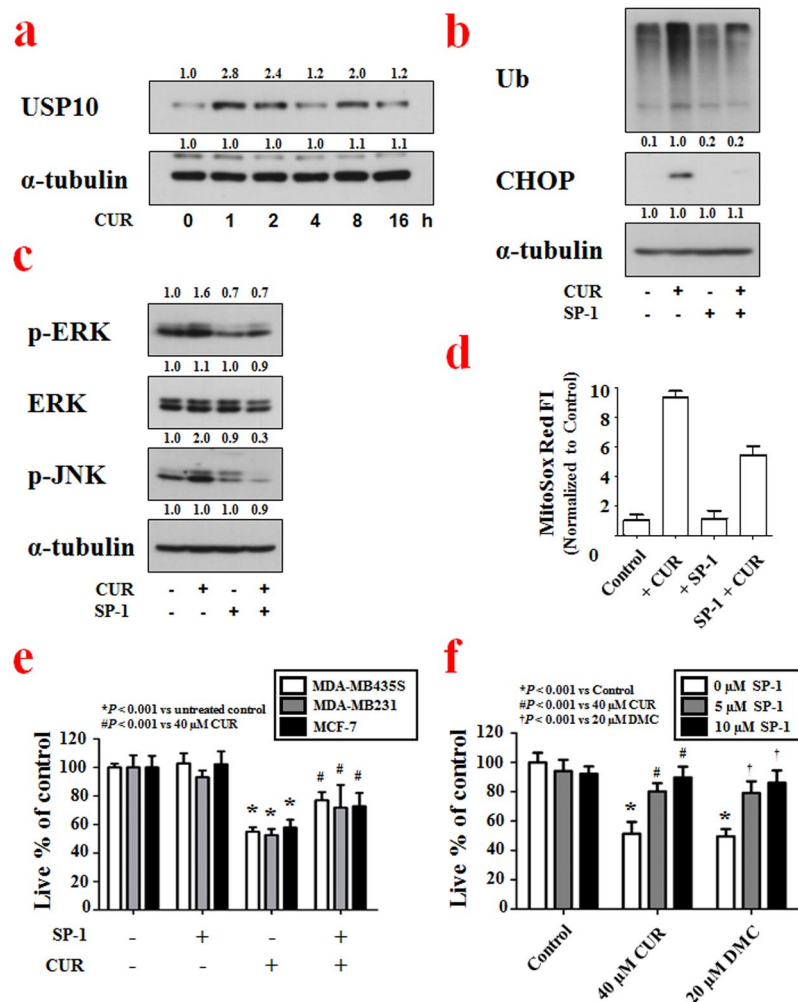 a
1.0 2.8 2.4 1.2 2.0 1.2
USP10
1.0 1.0 1.0 1.0 1.1 1.1
α-tubulin
CUR 0 1 2 4 8 16 h
b
Ub
0.1 1.0 0.2 0.2
CHOP
1.0 1.0 1.0 1.1
α-tubulin
CUR - + - +
SP-1 - - + +
c
1.0 1.6 0.7 0.7
p-ERK
1.0 1.1 1.0 0.9
ERK
1.0 2.0 0.9 0.3
p-JNK
1.0 1.0 1.0 0.9
α-tubulin
CUR - + - +
SP-1 - - + +
d
MitoSox Red FI
(Normalized to Control)
10
8
6
4
2
0
Control
+ CUR
+ SP-1
SP-1 + CUR
e
*P < 0.001 vs untreated control
#P < 0.001 vs 40 μM CUR
MDA-MB435S
MDA-MB231
MCF-7
Live % of control
120
100
80
60
40
20
0
* * *
# # #
SP-1 - + - +
CUR - - + +
f
*P < 0.001 vs Control
#P < 0.001 vs 40 μM CUR
†P < 0.001 vs 20 μM DMC
0 μM SP-1
5 μM SP-1
10 μM SP-1
Live % of control
120
100
80
60
40
20
0
* # #
* † †
Control
40 μM CUR
20 μM DMC